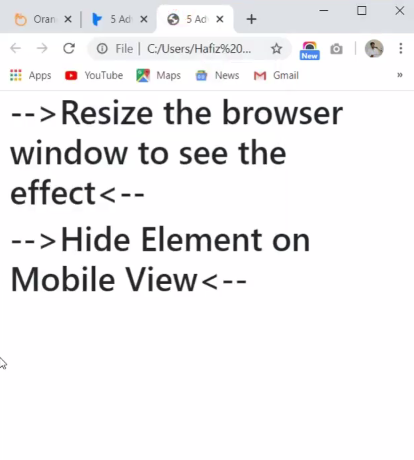 Oran
5 Ad
5 Ad
File | C:/Users/Hafiz%20...
New
Apps YouTube Maps News Gmail »
-->Resize the browser
window to see the
effect<--
-->Hide Element on
Mobile View<--